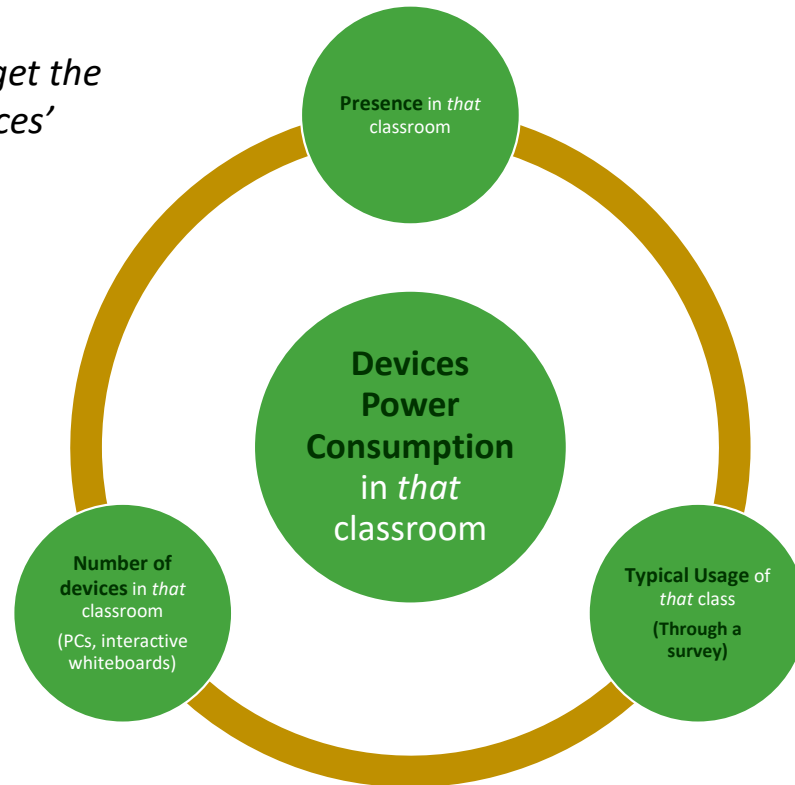 get the
ces’
Presence in that
classroom
Devices
Power
Consumption
in that
classroom
Number of
devices in that
classroom
(PCs, interactive
whiteboards)
Typical Usage of
that class
(Through a
survey)